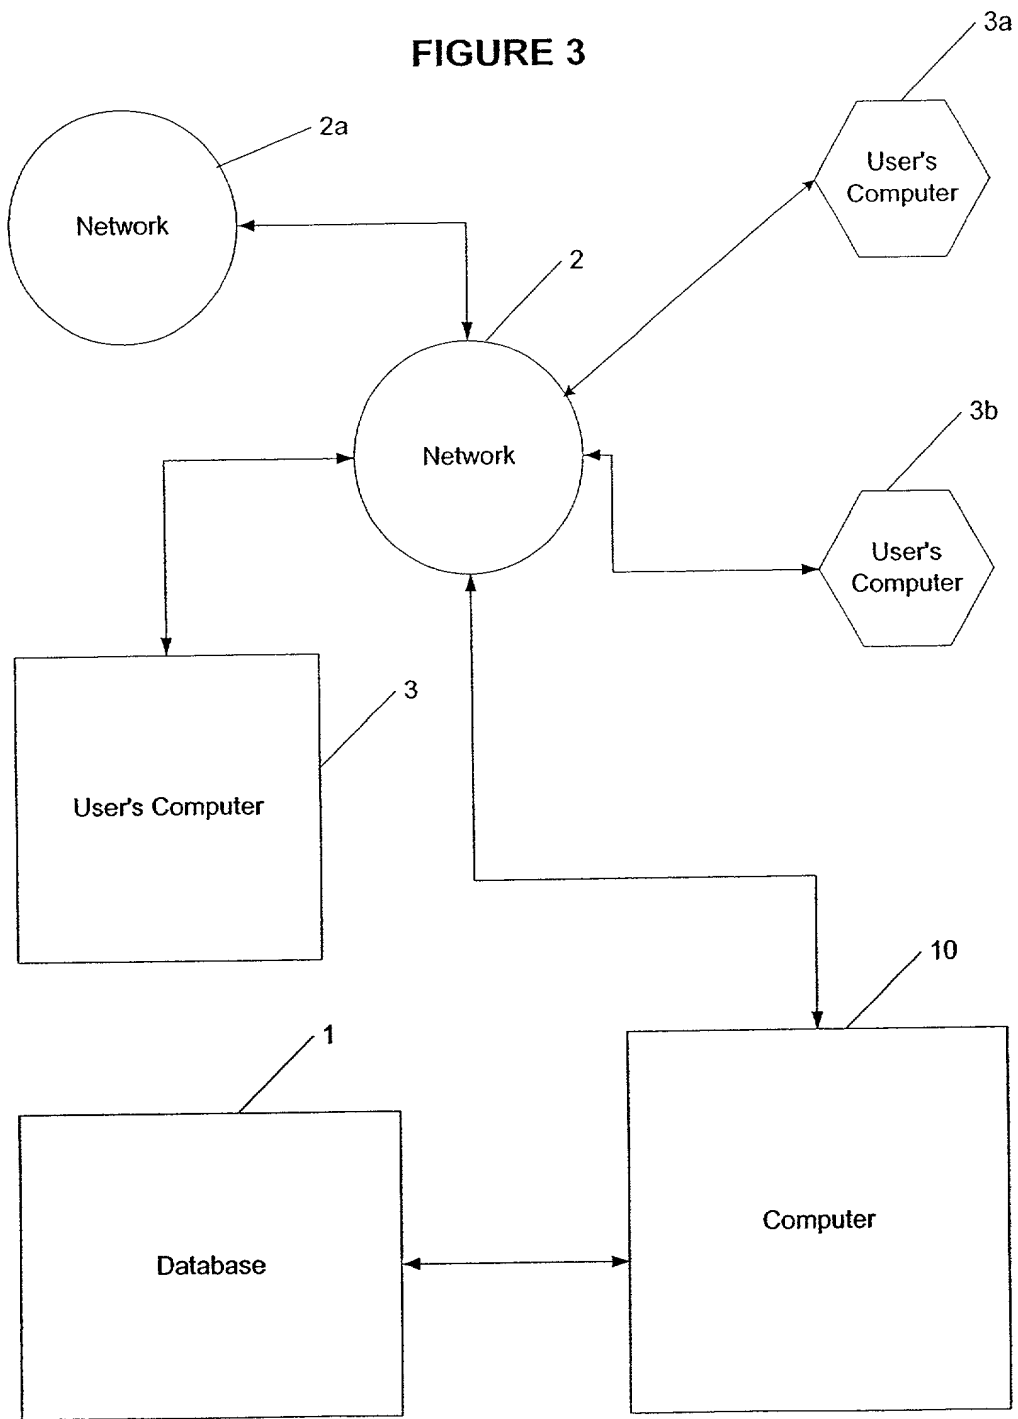 FIGURE 3
3a
2a
User's
Computer
Network
2
3b
Network
User's
Computer
3
User's Computer
10
1
Computer
Database